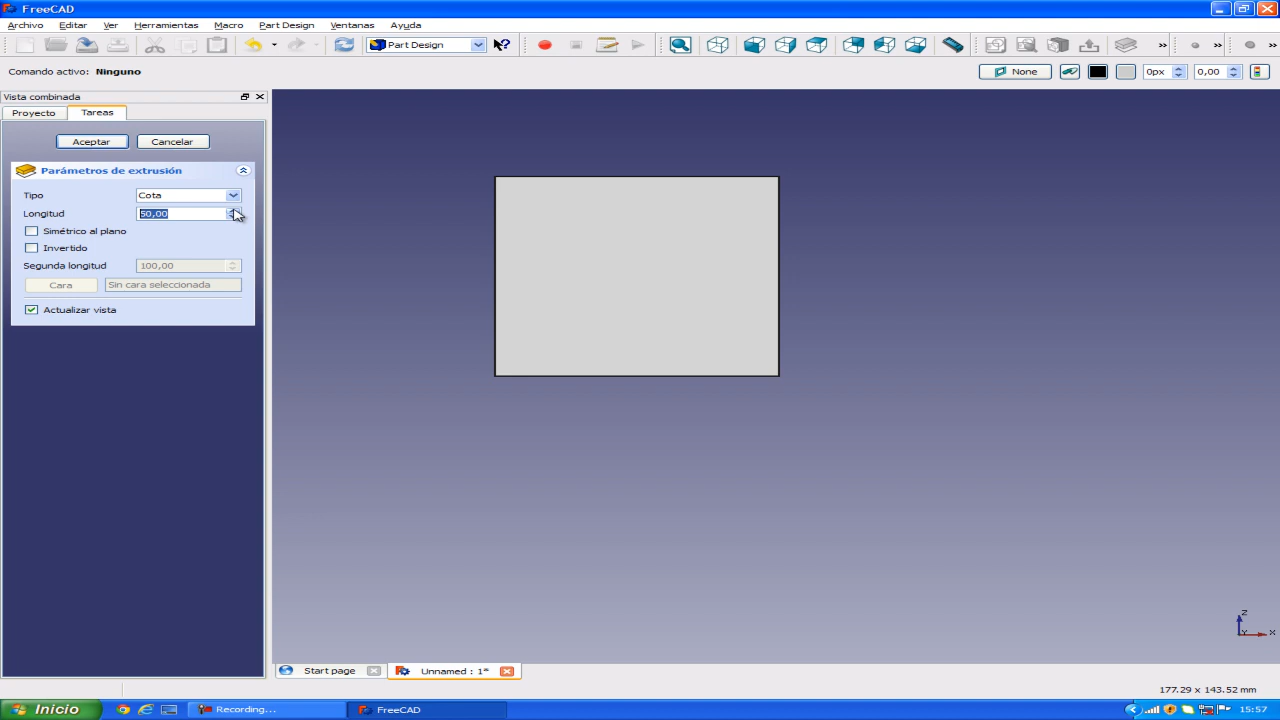 FreeCAD
Archivo Editar Ver Herramientas Macro Part Design Ventanas Ayuda
Part Design
Comando activo: Ninguno
None 0px 0,00
Vista combinada
Proyecto Tareas
Aceptar Cancelar
Parámetros de extrusión
Tipo Cota
Longitud 50,00
Simétrico al plano
Invertido
Segunda longitud 100,00
Cara Sin cara seleccionada
Actualizar vista
Z
Y X
Start page Unnamed : 1*
177.29 x 143.52 mm
Inicio Recording... FreeCAD 15:57